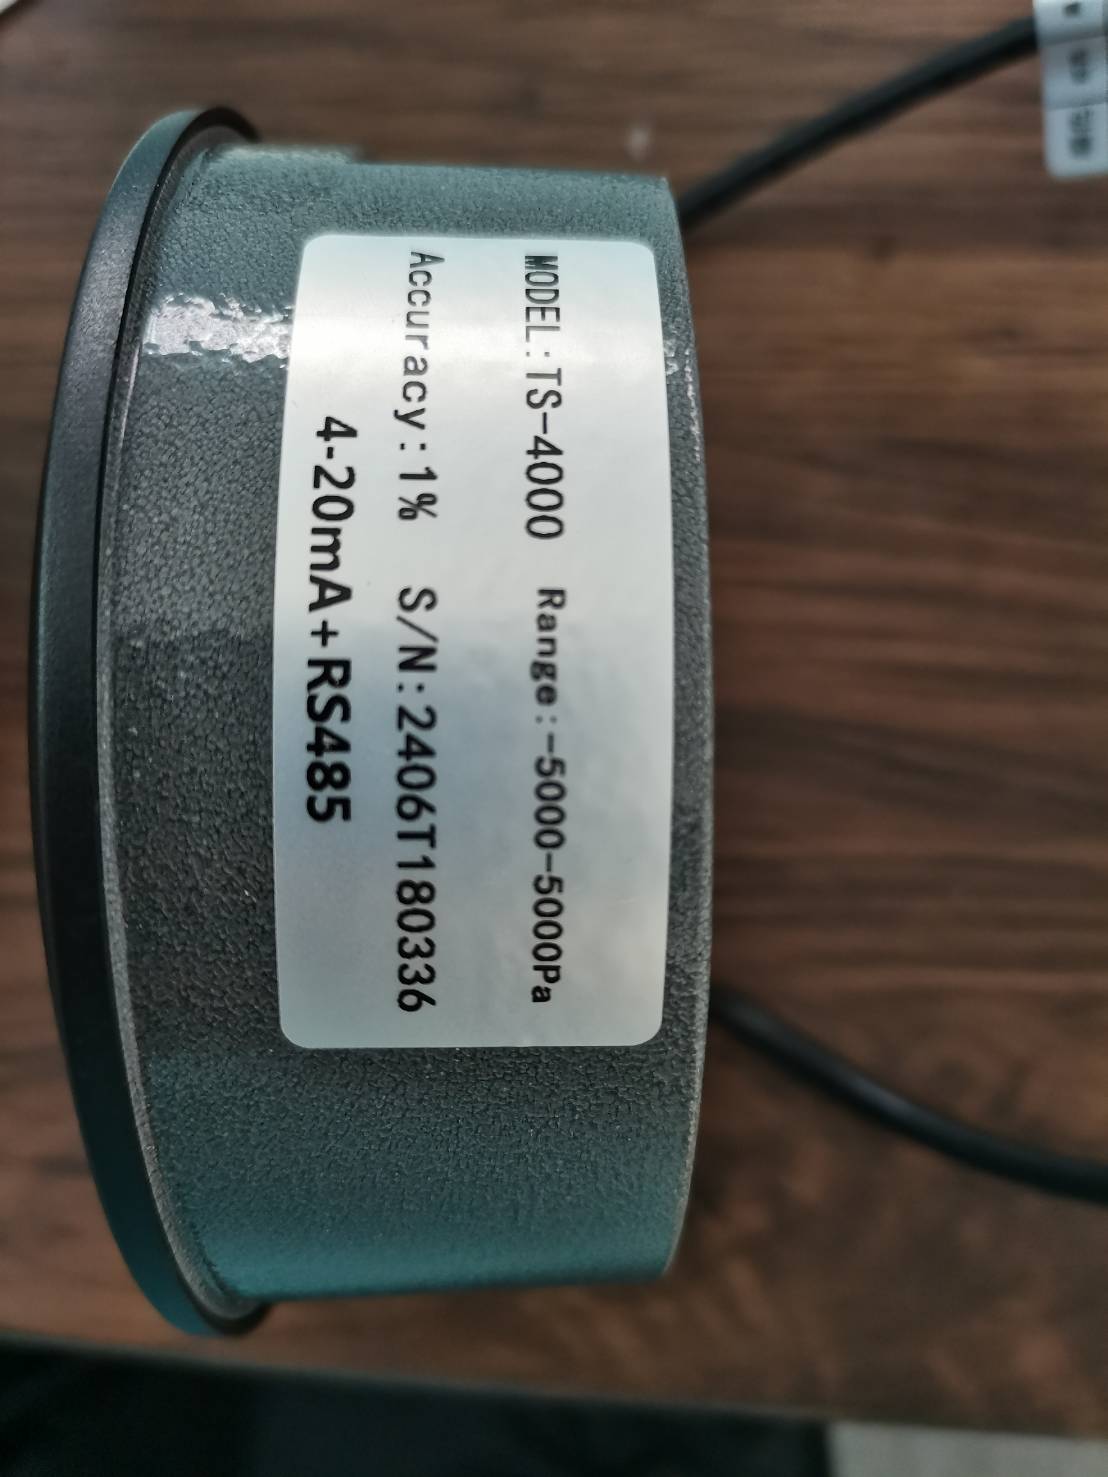 MODEL:TS-4000 Range:-5000-5000Pa
Accuracy:1% S/N:2406T180336
4-20mA+RS485